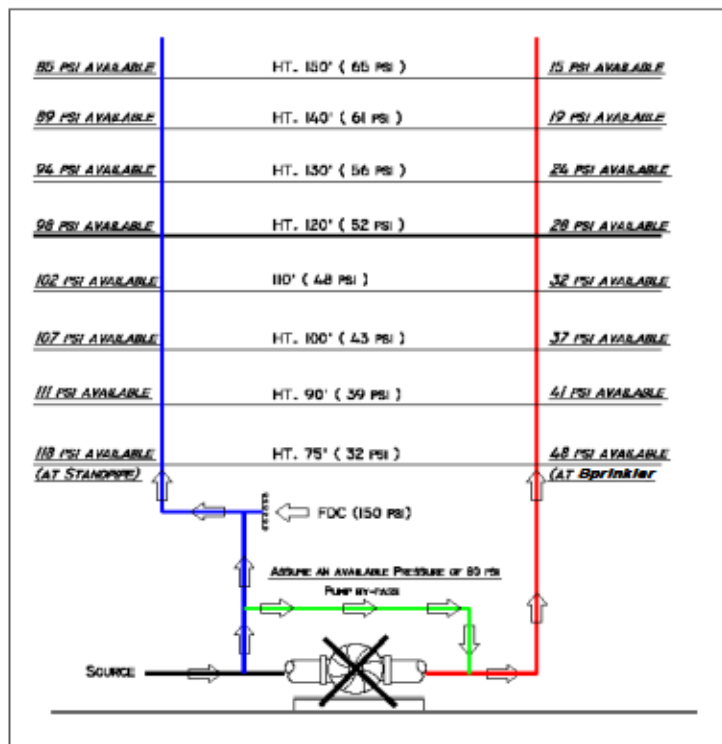 85 PSI AVAILABLE HT. 150' ( 65 PSI ) 15 PSI AVAILABLE
89 PSI AVAILABLE HT. 140' ( 61 PSI ) 19 PSI AVAILABLE
94 PSI AVAILABLE HT. 130' ( 56 PSI ) 24 PSI AVAILABLE
98 PSI AVAILABLE HT. 120' ( 52 PSI ) 28 PSI AVAILABLE
102 PSI AVAILABLE 110' ( 48 PSI ) 32 PSI AVAILABLE
107 PSI AVAILABLE HT. 100' ( 43 PSI ) 37 PSI AVAILABLE
111 PSI AVAILABLE HT. 90' ( 39 PSI ) 41 PSI AVAILABLE
118 PSI AVAILABLE HT. 75' ( 32 PSI ) 48 PSI AVAILABLE
(AT STANDPIPE) (AT Sprinkler
FDC (150 PSI)
ASSUME AN AVAILABLE PRESSURE OF 80 PSI
PUMP BY-PASS
SOURCE